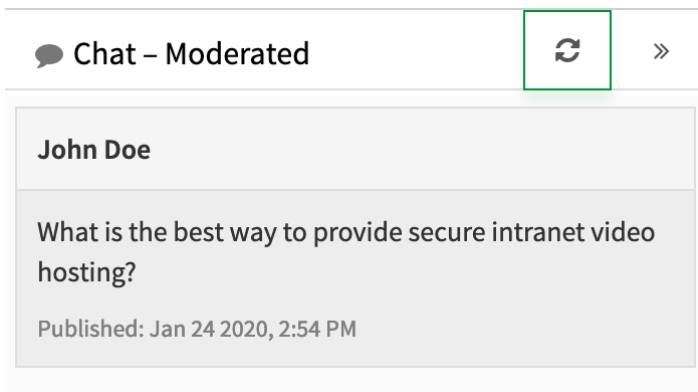 Chat – Moderated
John Doe
What is the best way to provide secure intranet video
hosting?
Published: Jan 24 2020, 2:54 PM